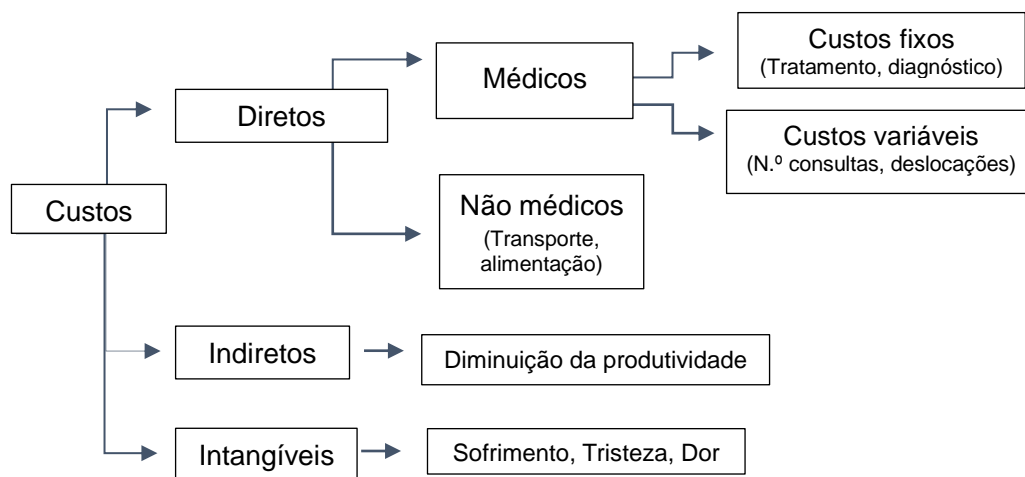 Custos
Diretos
Médicos
Custos fixos
(Tratamento, diagnóstico)
Custos variáveis
(N.º consultas, deslocações)
Não médicos
(Transporte,
alimentação)
Indiretos
Diminuição da produtividade
Intangíveis
Sofrimento, Tristeza, Dor